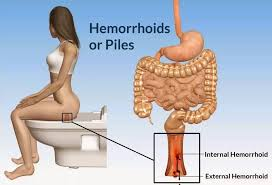 Hemorrhoids
or Piles
Internal Hemorrhoid
External Hemorrhoid